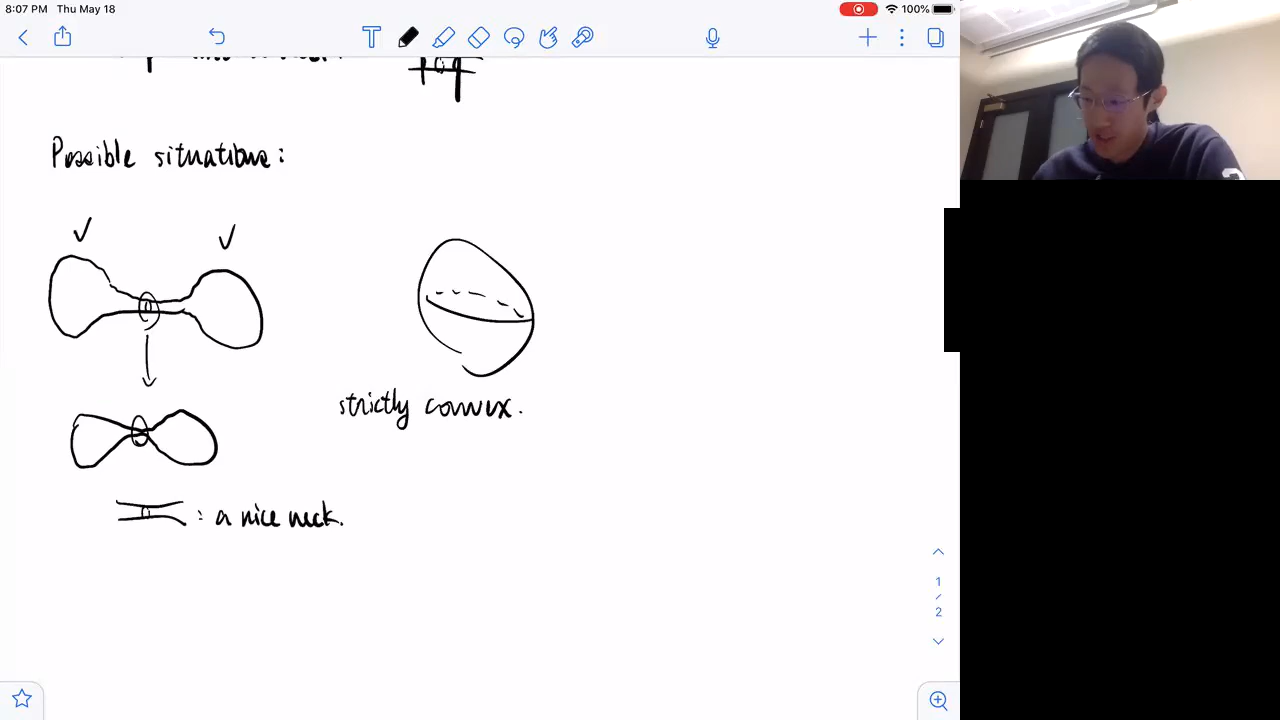 8:07 PM Thu May 18
100%
Possible situations:
strictly convex.
: a nice neck.
1
/
2